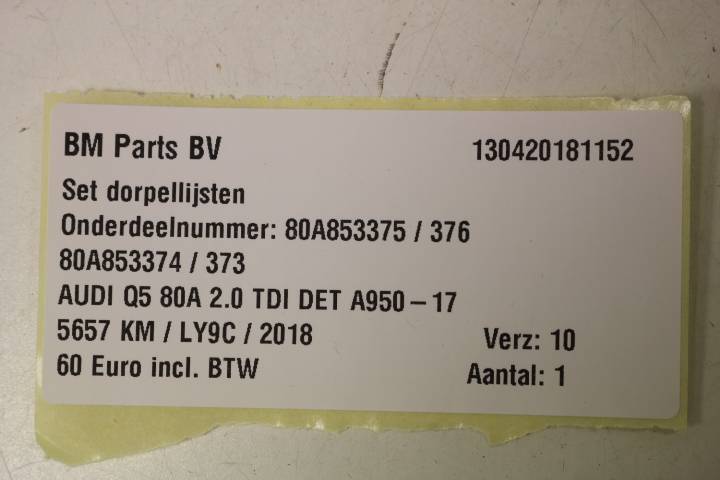 BM Parts BV 130420181152
Set dorpellijsten
Onderdeelnummer: 80A853375 / 376
80A853374 / 373
AUDI Q5 80A 2.0 TDI DET A950 – 17
5657 KM / LY9C / 2018 Verz: 10
60 Euro incl. BTW Aantal: 1